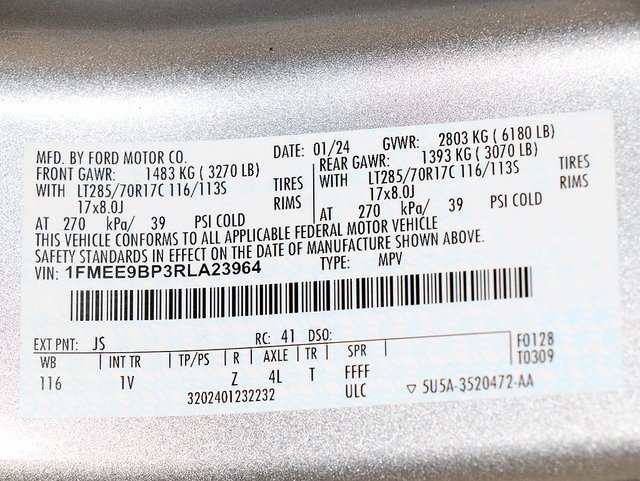 MFD. BY FORD MOTOR CO. DATE: 01/24 GVWR: 2803 KG ( 6180 LB)
FRONT GAWR: 1483 KG ( 3270 LB) REAR GAWR: 1393 KG ( 3070 LB)
WITH LT285/70R17C 116/113S TIRES WITH LT285/70R17C 116/113S TIRES
17x8.0J RIMS 17x8.0J RIMS
AT 270 kPa/ 39 PSI COLD AT 270 kPa/ 39 PSI COLD
THIS VEHICLE CONFORMS TO ALL APPLICABLE FEDERAL MOTOR VEHICLE
SAFETY STANDARDS IN EFFECT ON THE DATE OF MANUFACTURE SHOWN ABOVE.
VIN: 1FMEE9BP3RLA23964 TYPE: MPV
EXT PNT: JS RC: 41 DSO: F0128
WB INT TR TP/PS R AXLE TR SPR T0309
116 1V Z 4L T FFFF
3202401232232 ULC ▽ 5U5A-3520472-AA